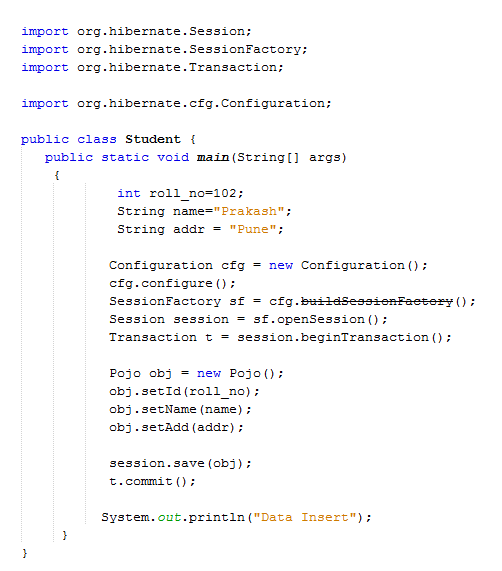 import org.hibernate.Session;
import org.hibernate.SessionFactory;
import org.hibernate.Transaction;
import org.hibernate.cfg.Configuration;
public class Student {
public static void main(String[] args)
{
int roll_no=102;
String name="Prakash";
String addr = "Pune";
Configuration cfg = new Configuration();
cfg.configure();
SessionFactory sf = cfg.buildSessionFactory();
Session session = sf.openSession();
Transaction t = session.beginTransaction();
Pojo obj = new Pojo();
obj.setId(roll_no);
obj.setName(name);
obj.setAdd(addr);
session.save(obj);
t.commit();
System.out.println("Data Insert");
}
}